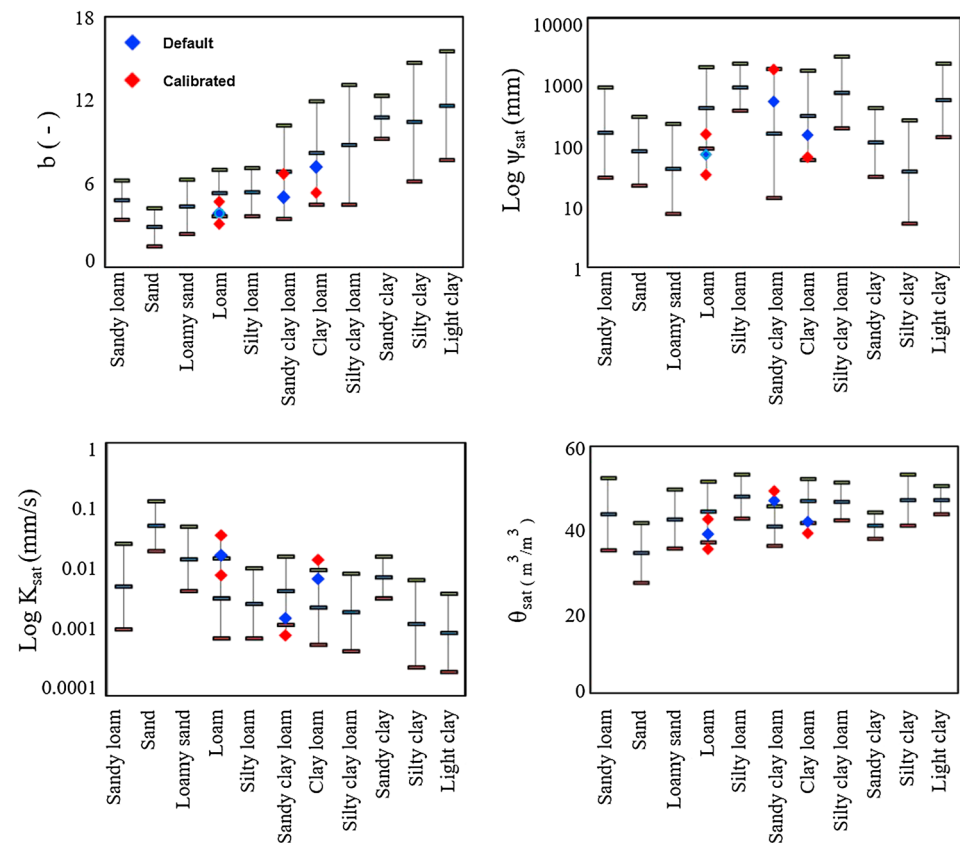 18
12
6
0
b ( - )
Default
Calibrated
Sandy loam
Sand
Loamy sand
Loam
Silty loam
Sandy clay loam
Clay loam
Silty clay loam
Sandy clay
Silty clay
Light clay
10000
1000
100
10
1
Log ψsat (mm)
Sandy loam
Sand
Loamy sand
Loam
Silty loam
Sandy clay loam
Clay loam
Silty clay loam
Sandy clay
Silty clay
Light clay
1
0.1
0.01
0.001
0.0001
Log Ksat (mm/s)
Sandy loam
Sand
Loamy sand
Loam
Silty loam
Sandy clay loam
Clay loam
Silty clay loam
Sandy clay
Silty clay
Light clay
60
40
20
0
θsat ( m³/m³ )
Sandy loam
Sand
Loamy sand
Loam
Silty loam
Sandy clay loam
Clay loam
Silty clay loam
Sandy clay
Silty clay
Light clay